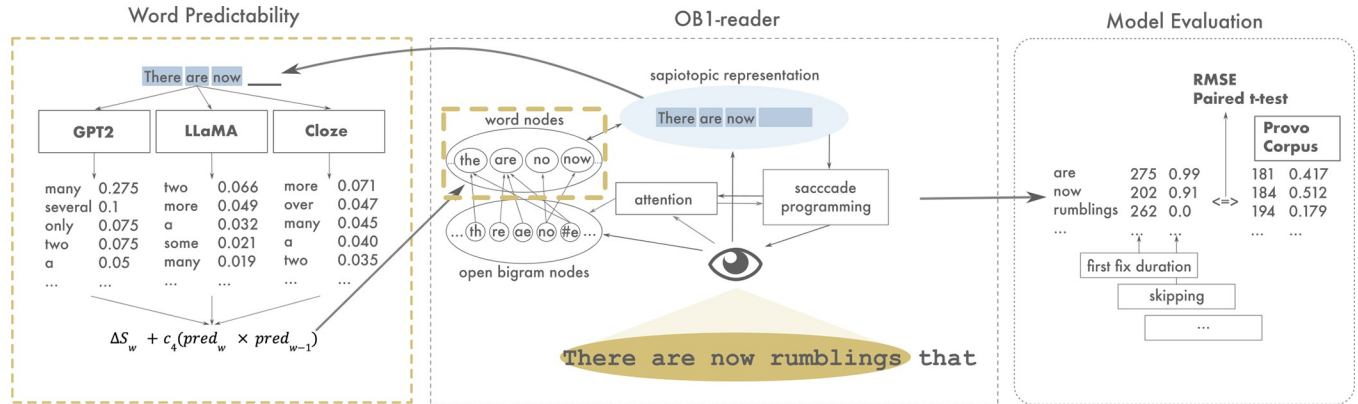 Word Predictability
There are now ___
GPT2 LLaMA Cloze
many 0.275 two 0.066 more 0.071
several 0.1 more 0.049 over 0.047
only 0.075 a 0.032 many 0.045
two 0.075 some 0.021 a 0.040
a 0.05 many 0.019 two 0.035
... ... ... ... ... ...
ΔS_w + c_4(pred_w × pred_{w-1})
OB1-reader
sapiotopic representation
There are now
word nodes
the are no now ...
attention
sacccade
programming
... th re ae no #e ...
open bigram nodes
There are now rumblings that
Model Evaluation
RMSE
Paired t-test
Provo
Corpus
are 275 0.99 181 0.417
now 202 0.91 <=> 184 0.512
rumblings 262 0.0 194 0.179
... ... ... ... ...
first fix duration
skipping
...